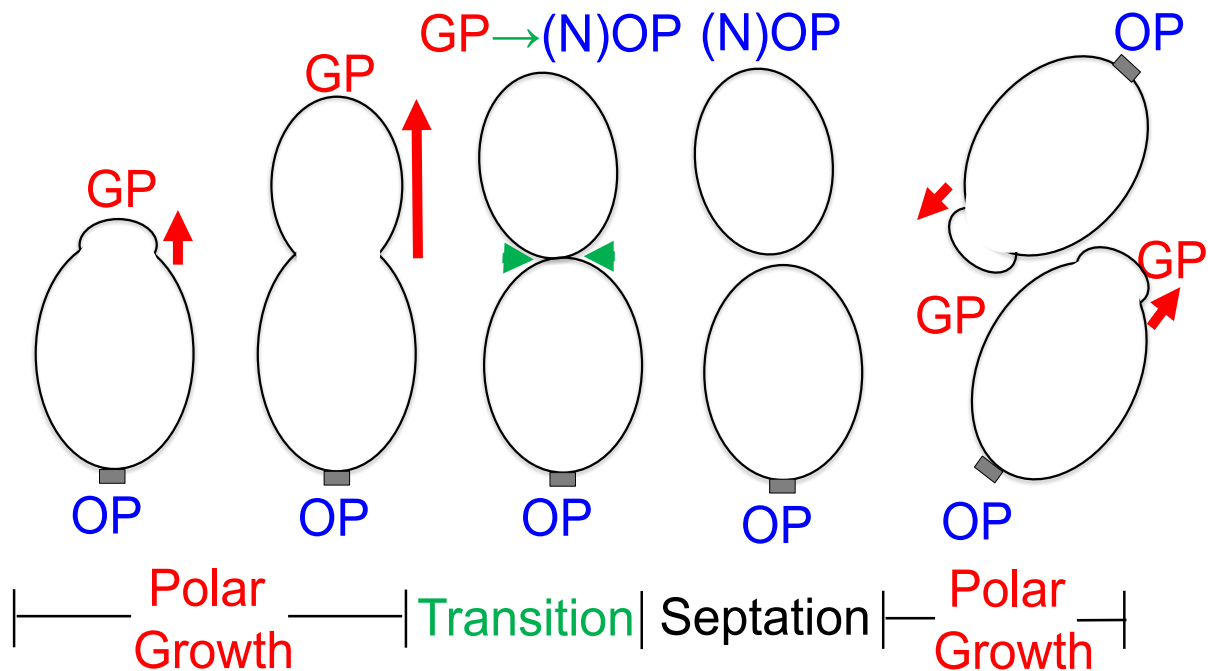 GP→(N)OP
(N)OP
OP
GP
GP
GP
GP
OP
OP
OP
OP
OP
Polar
Growth
Transition
Septation
Polar
Growth